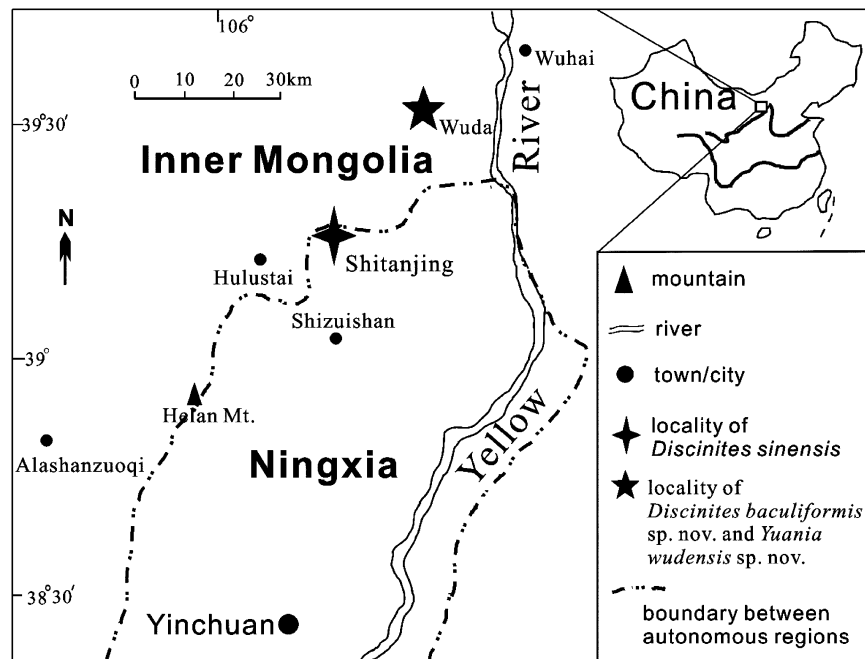 106°
Wuhai
0 10 20 30km
China
39°30′
Wuda
River
Inner Mongolia
N
Shitanjing
Hulustai
mountain
Shizuishan
river
39°
town/city
Helan Mt.
locality of
Discinites sinensis
Yellow
Alashanzuoqi
Ningxia
locality of
Discinites baculiformis
sp. nov. and Yuania
wudensis sp. nov.
38°30′
Yinchuan
boundary between
autonomous regions